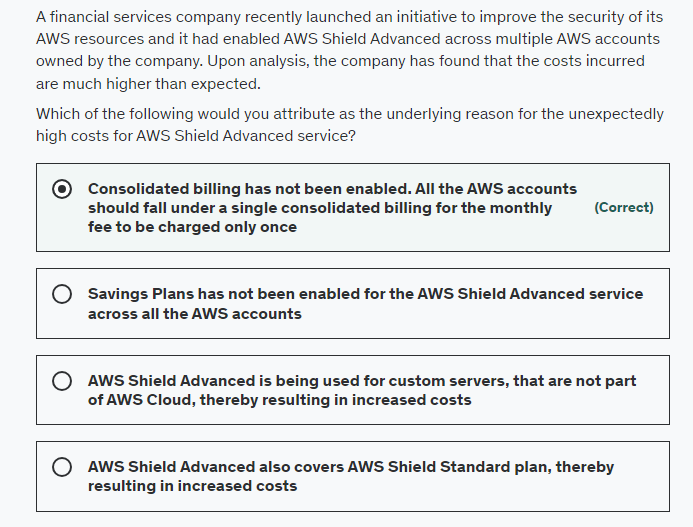 A financial services company recently launched an initiative to improve the security of its
AWS resources and it had enabled AWS Shield Advanced across multiple AWS accounts
owned by the company. Upon analysis, the company has found that the costs incurred
are much higher than expected.
Which of the following would you attribute as the underlying reason for the unexpectedly
high costs for AWS Shield Advanced service?
Consolidated billing has not been enabled. All the AWS accounts
should fall under a single consolidated billing for the monthly
fee to be charged only once
(Correct)
Savings Plans has not been enabled for the AWS Shield Advanced service
across all the AWS accounts
AWS Shield Advanced is being used for custom servers, that are not part
of AWS Cloud, thereby resulting in increased costs
AWS Shield Advanced also covers AWS Shield Standard plan, thereby
resulting in increased costs